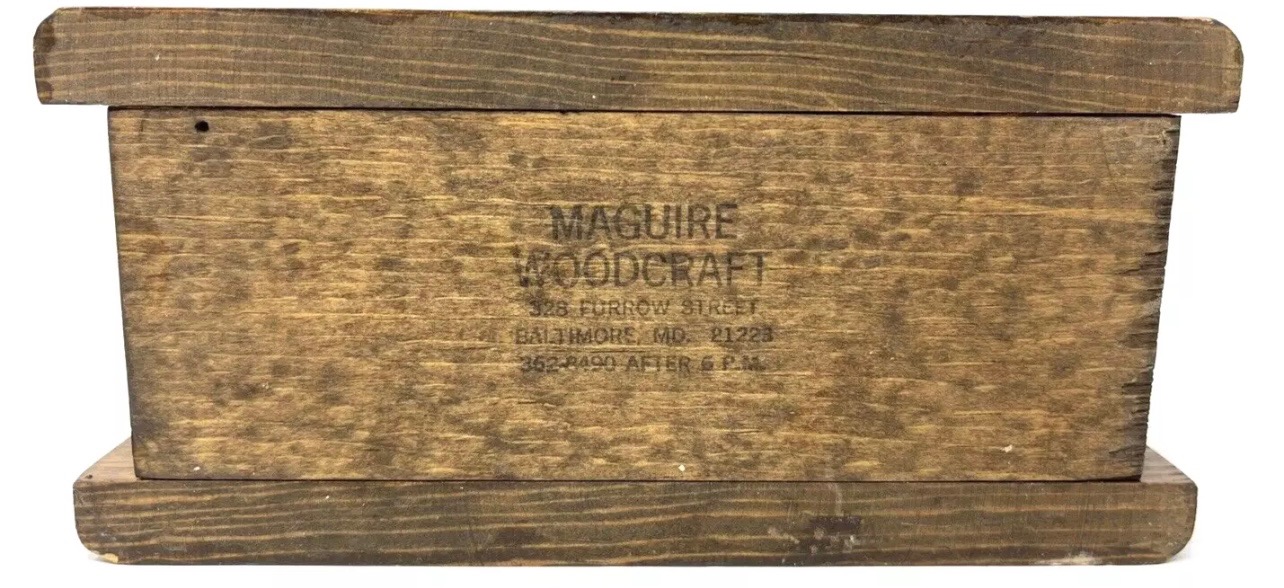 MAGUIRE
WOODCRAFT
328 FURROW STREET
BALTIMORE, MD. 21223
362-8490 AFTER 6 P.M.